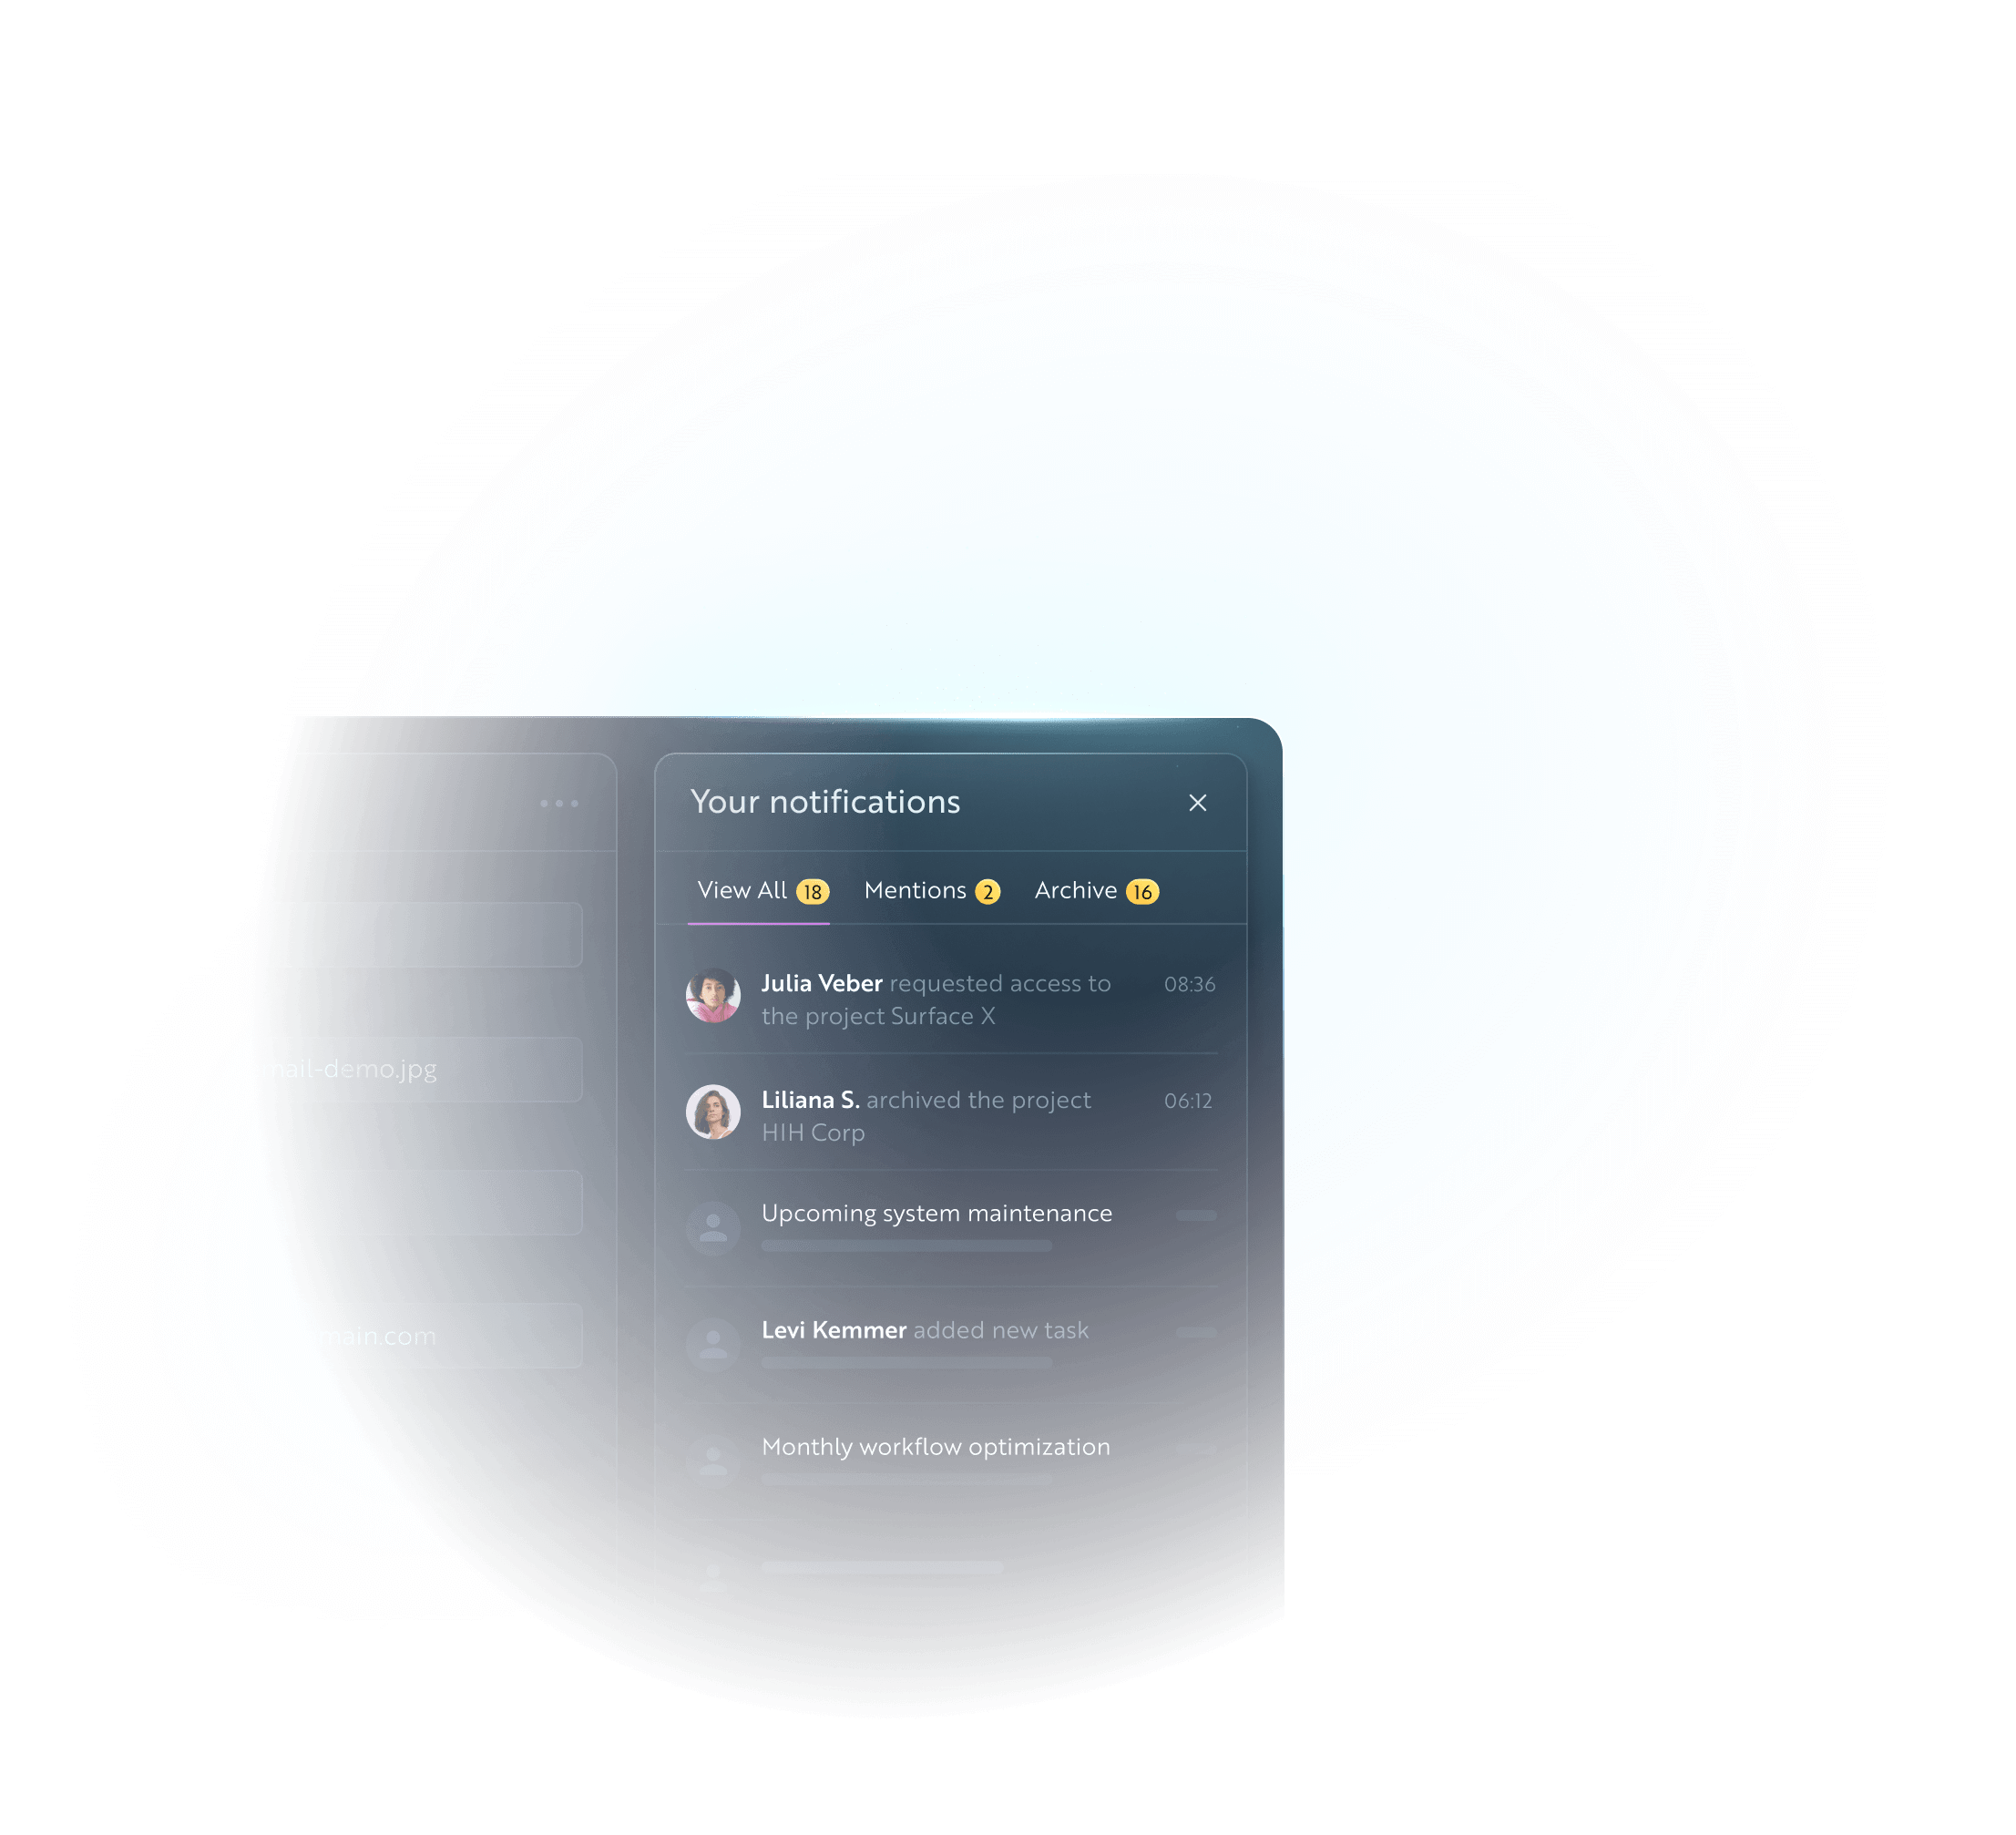 Your notifications
View All 18 Mentions 2 Archive 16
Julia Veber requested access to 08:36
the project Surface X
Liliana S. archived the project 06:12
HIH Corp
Upcoming system maintenance
Levi Kemmer added new task
Monthly workflow optimization
-demo.jpg
main.com